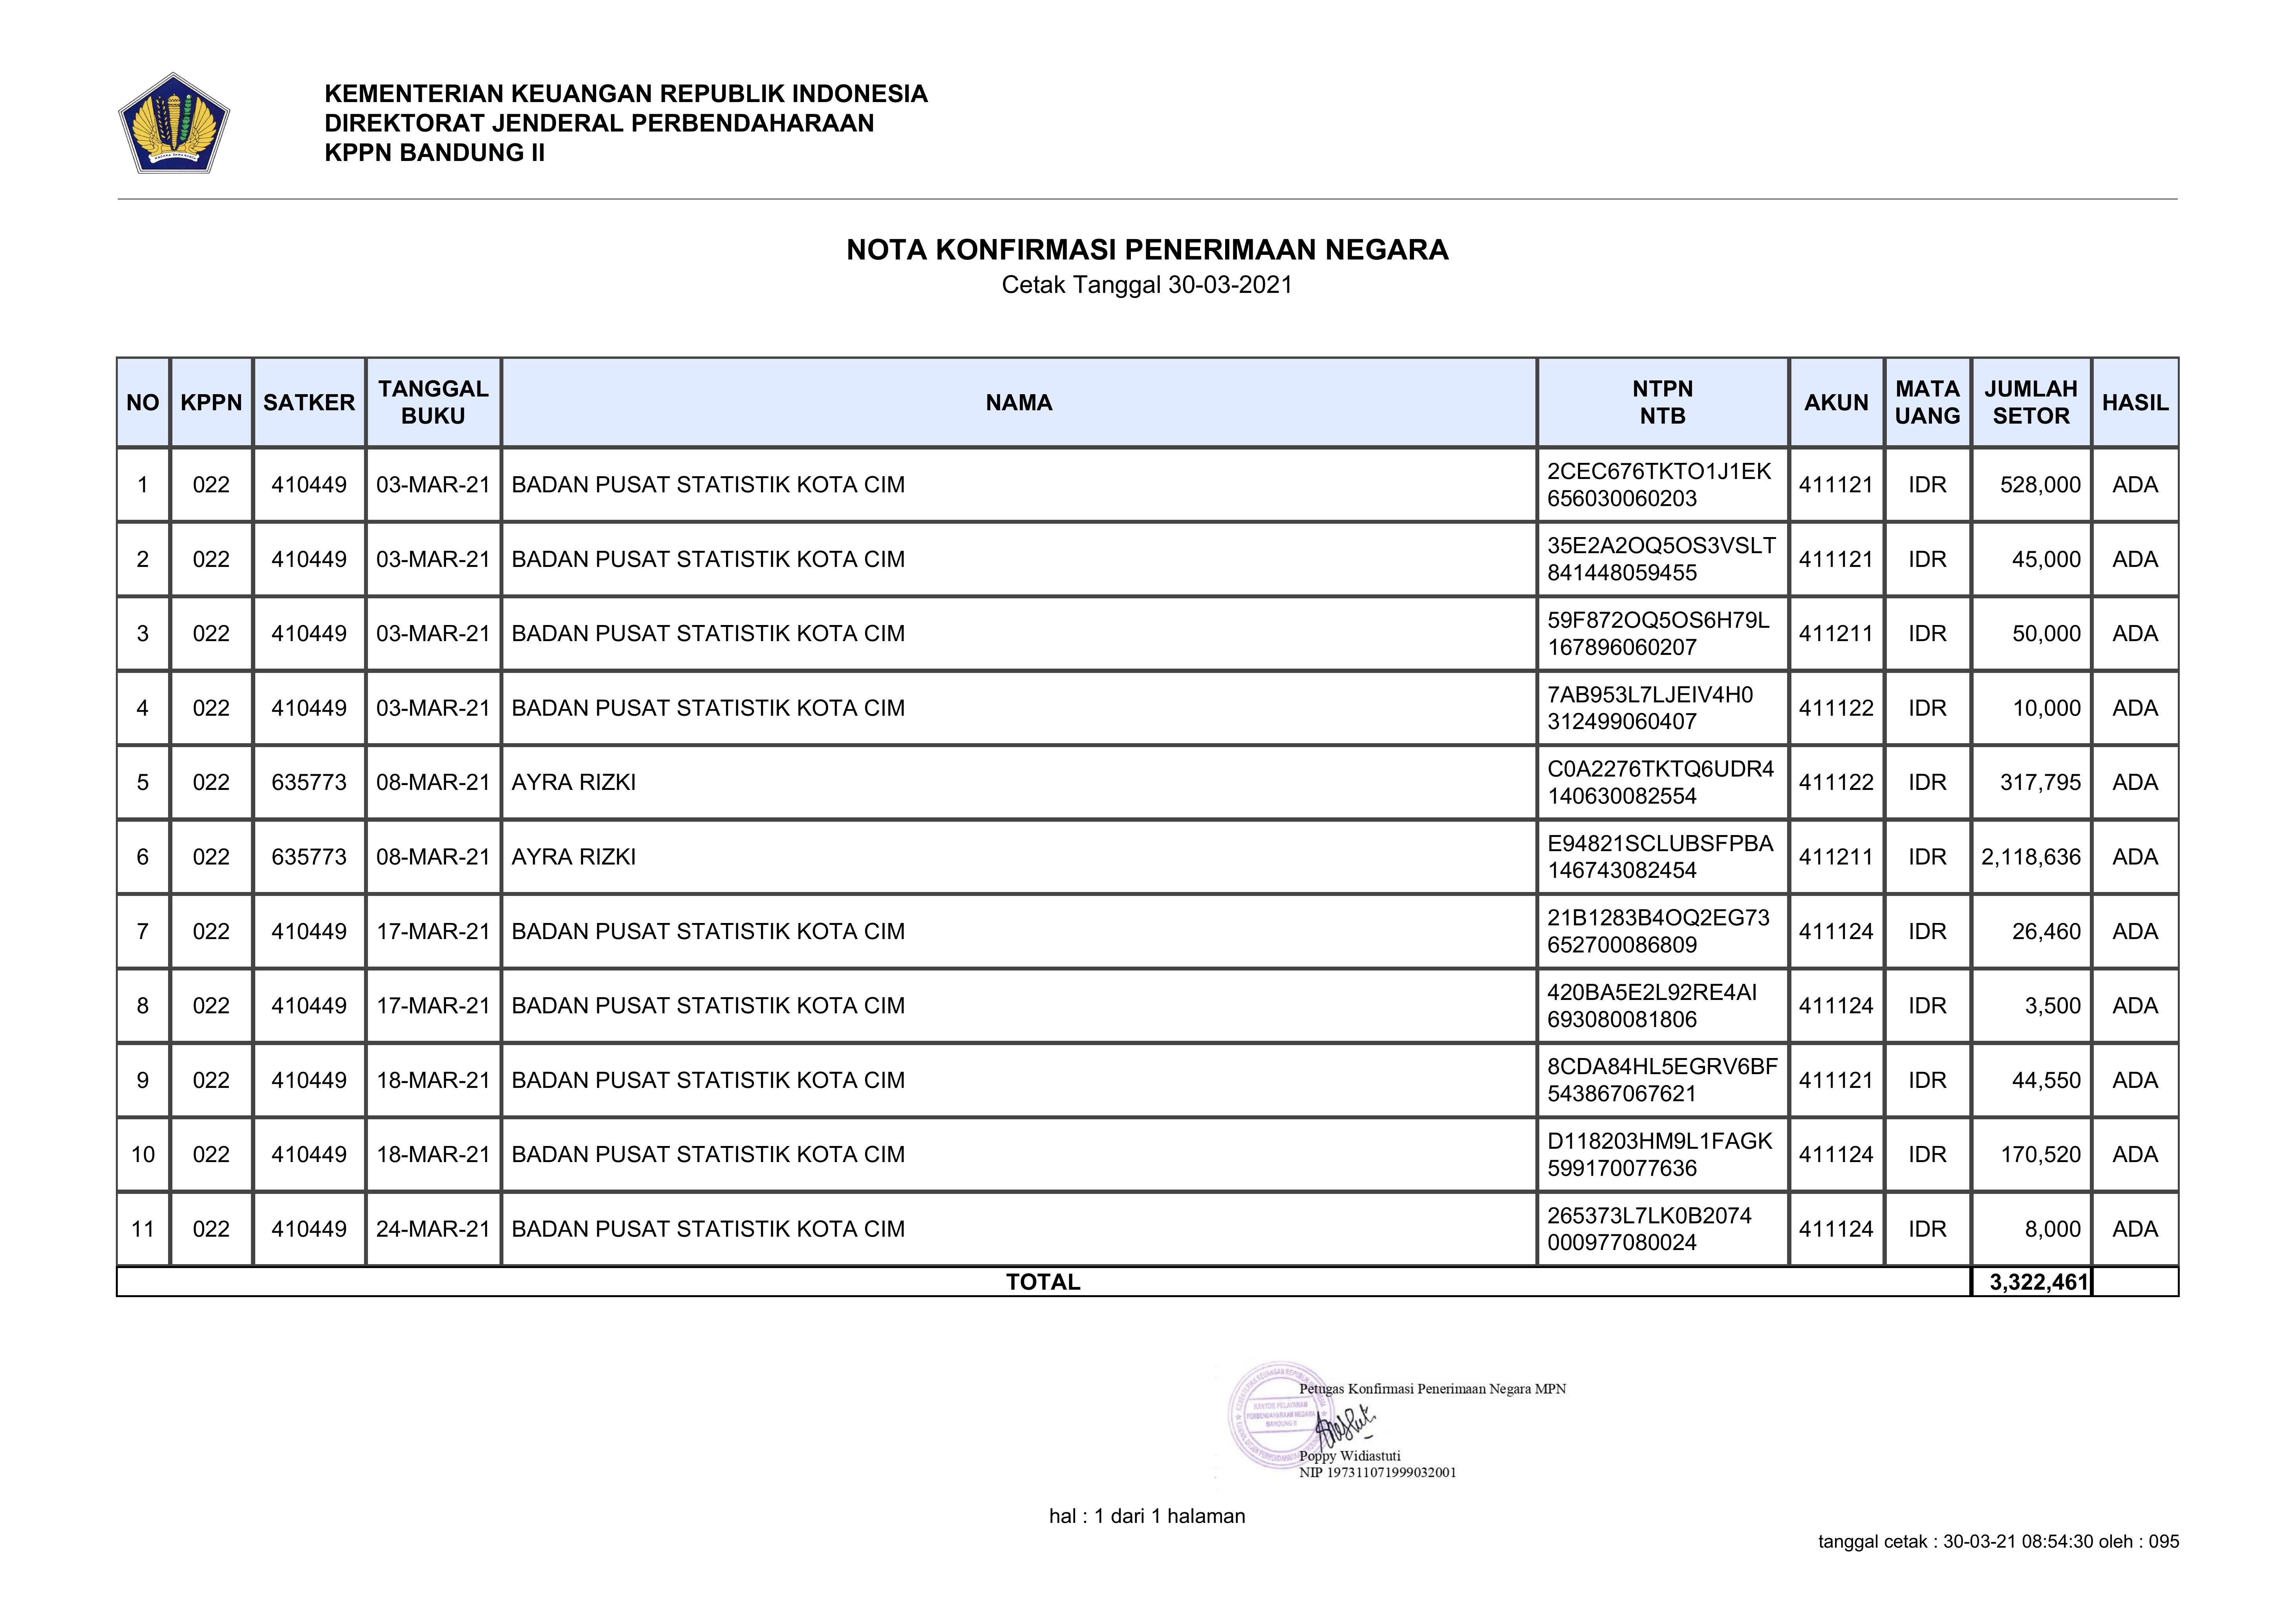 KEMENTERIAN KEUANGAN REPUBLIK INDONESIA
DIREKTORAT JENDERAL PERBENDAHARAAN
KPPN BANDUNG II
NOTA KONFIRMASI PENERIMAAN NEGARA
Cetak Tanggal 30-03-2021
NO KPPN SATKER TANGGAL BUKU NAMA NTPN NTB AKUN MATA UANG JUMLAH SETOR HASIL
1 022 410449 03-MAR-21 BADAN PUSAT STATISTIK KOTA CIM 2CEC676TKTO1J1EK 656030060203 411121 IDR 528,000 ADA
2 022 410449 03-MAR-21 BADAN PUSAT STATISTIK KOTA CIM 35E2A2OQ5OS3VSLT 841448059455 411121 IDR 45,000 ADA
3 022 410449 03-MAR-21 BADAN PUSAT STATISTIK KOTA CIM 59F872OQ5OS6H79L 167896060207 411211 IDR 50,000 ADA
4 022 410449 03-MAR-21 BADAN PUSAT STATISTIK KOTA CIM 7AB953L7LJEIV4H0 312499060407 411122 IDR 10,000 ADA
5 022 635773 08-MAR-21 AYRA RIZKI C0A2276TKTQ6UDR4 140630082554 411122 IDR 317,795 ADA
6 022 635773 08-MAR-21 AYRA RIZKI E94821SCLUBSFPBA 146743082454 411211 IDR 2,118,636 ADA
7 022 410449 17-MAR-21 BADAN PUSAT STATISTIK KOTA CIM 21B1283B4OQ2EG73 652700086809 411124 IDR 26,460 ADA
8 022 410449 17-MAR-21 BADAN PUSAT STATISTIK KOTA CIM 420BA5E2L92RE4AI 693080081806 411124 IDR 3,500 ADA
9 022 410449 18-MAR-21 BADAN PUSAT STATISTIK KOTA CIM 8CDA84HL5EGRV6BF 543867067621 411121 IDR 44,550 ADA
10 022 410449 18-MAR-21 BADAN PUSAT STATISTIK KOTA CIM D118203HM9L1FAGK 599170077636 411124 IDR 170,520 ADA
11 022 410449 24-MAR-21 BADAN PUSAT STATISTIK KOTA CIM 265373L7LK0B2074 000977080024 411124 IDR 8,000 ADA
TOTAL 3,322,461
Petugas Konfirmasi Penerimaan Negara MPN
KANTOR PELAYANAN
PERBENDAHARAAN NEGARA
BANDUNG II
Poppy Widiastuti
NIP 197311071999032001
hal : 1 dari 1 halaman
tanggal cetak : 30-03-21 08:54:30 oleh : 095